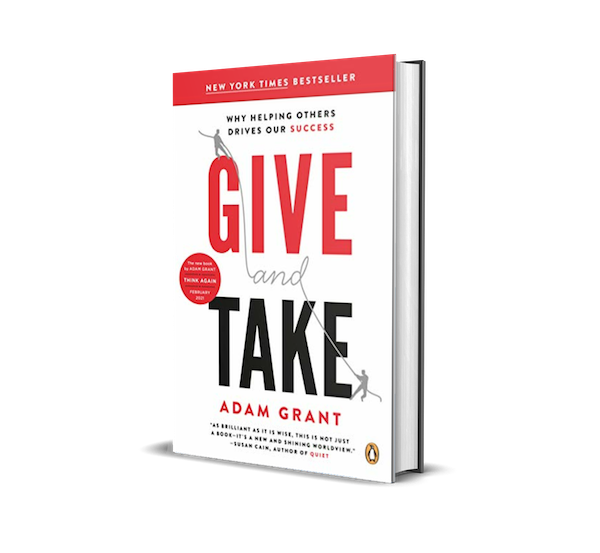 NEW YORK TIMES BESTSELLER
WHY HELPING OTHERS
DRIVES OUR SUCCESS
GIVE
and
TAKE
The new book
by ADAM GRANT
THINK AGAIN
FEBRUARY
2021
ADAM GRANT
"AS BRILLIANT AS IT IS WISE, THIS IS NOT JUST
A BOOK—IT'S A NEW AND SHINING WORLDVIEW."
—SUSAN CAIN, AUTHOR OF QUIET